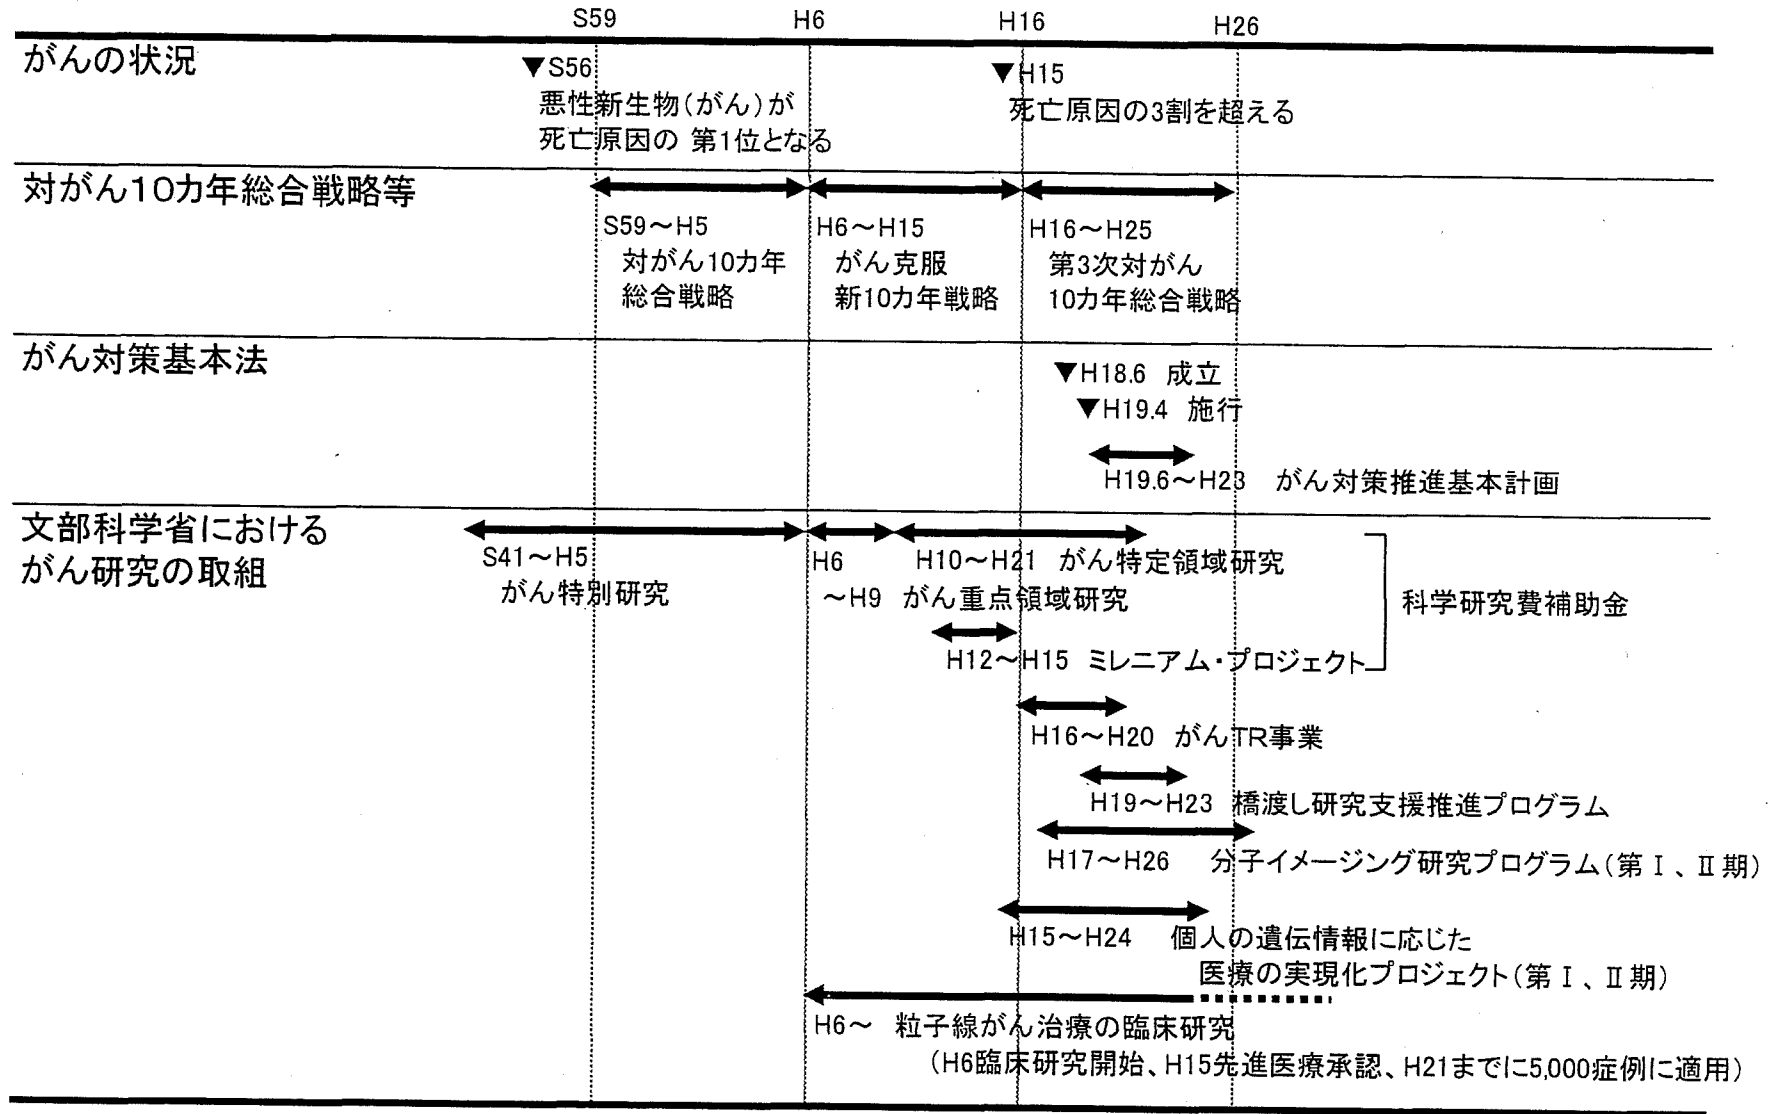 S59 H6 H16 H26
がんの状況
▼S56
悪性新生物(がん)が
死亡原因の 第1位となる
▼H15
死亡原因の3割を超える
対がん10カ年総合戦略等
S59～H5
対がん10カ年
総合戦略
H6～H15
がん克服
新10カ年戦略
H16～H25
第3次対がん
10カ年総合戦略
がん対策基本法
▼H18.6 成立
▼H19.4 施行
H19.6～H23 がん対策推進基本計画
文部科学省における
がん研究の取組
S41～H5
がん特別研究
H6
～H9 がん重点領域研究
H10～H21 がん特定領域研究
H12～H15 ミレニアム・プロジェクト
科学研究費補助金
H16～H20 がんTR事業
H19～H23 橋渡し研究支援推進プログラム
H17～H26 分子イメージング研究プログラム(第Ⅰ、Ⅱ期)
H15～H24 個人の遺伝情報に応じた
医療の実現化プロジェクト(第Ⅰ、Ⅱ期)
H6～ 粒子線がん治療の臨床研究
(H6臨床研究開始、H15先進医療承認、H21までに5,000症例に適用)